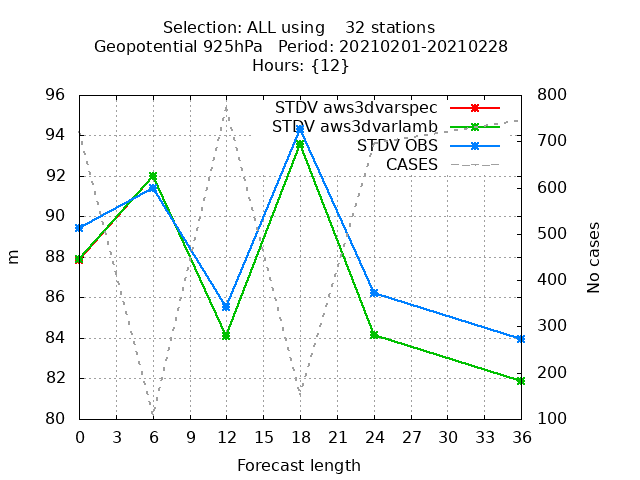 Selection: ALL using    32 stations
Geopotential 925hPa   Period: 20210201-20210228
Hours: {12}
96
94
92
90
88
86
84
82
80
m
STDV aws3dvarspec
STDV aws3dvarlamb
STDV OBS
CASES
800
700
600
500
400
300
200
100
No cases
0 3 6 9 12 15 18 21 24 27 30 33 36
Forecast length